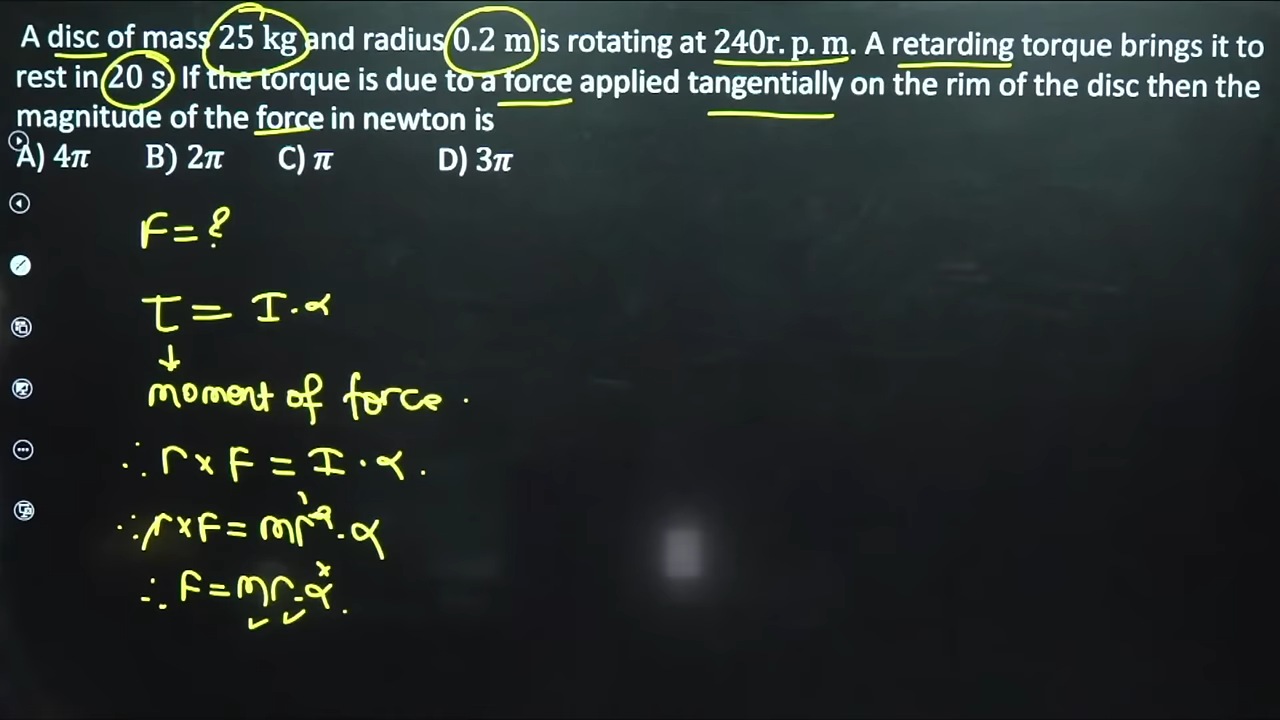 A disc of mass 25 kg and radius 0.2 m is rotating at 240r. p. m. A retarding torque brings it to
rest in 20 s. If the torque is due to a force applied tangentially on the rim of the disc then the
magnitude of the force in newton is
A) 4π B) 2π C) π D) 3π
F = ?
τ = I.α
↓
moment of force.
∴ r × F = I.α.
∴ r × F = mr².α
∴ F = mr.α.